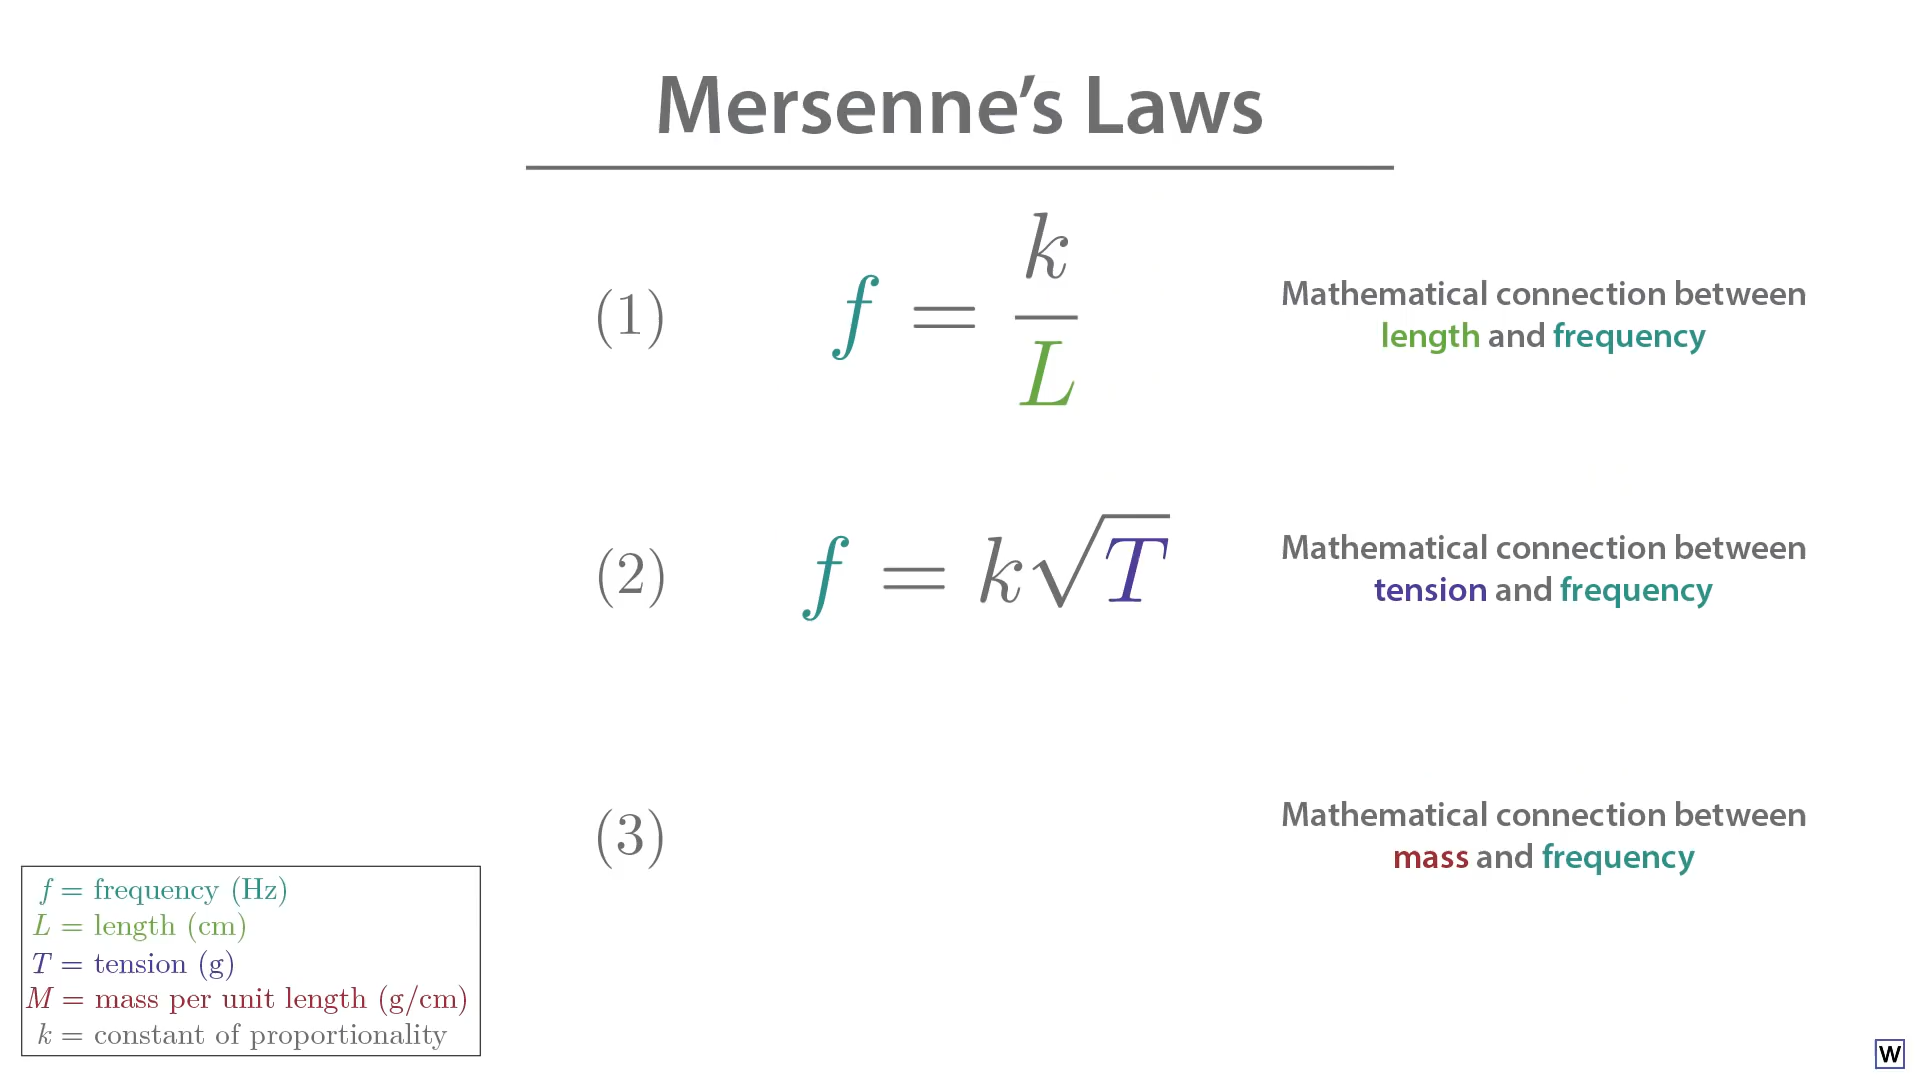 Mersenne’s Laws
(1) f = k/L
Mathematical connection between
length and frequency
(2) f = k√T
Mathematical connection between
tension and frequency
(3)
Mathematical connection between
mass and frequency
f = frequency (Hz)
L = length (cm)
T = tension (g)
M = mass per unit length (g/cm)
k = constant of proportionality
W